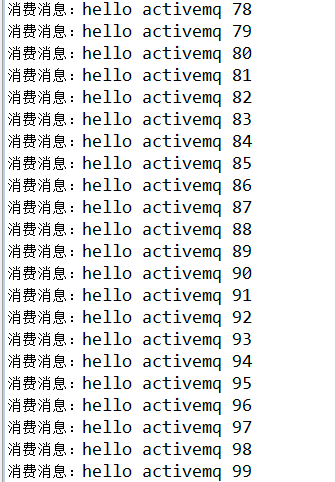 消费消息：hello activemq 78
消费消息：hello activemq 79
消费消息：hello activemq 80
消费消息：hello activemq 81
消费消息：hello activemq 82
消费消息：hello activemq 83
消费消息：hello activemq 84
消费消息：hello activemq 85
消费消息：hello activemq 86
消费消息：hello activemq 87
消费消息：hello activemq 88
消费消息：hello activemq 89
消费消息：hello activemq 90
消费消息：hello activemq 91
消费消息：hello activemq 92
消费消息：hello activemq 93
消费消息：hello activemq 94
消费消息：hello activemq 95
消费消息：hello activemq 96
消费消息：hello activemq 97
消费消息：hello activemq 98
消费消息：hello activemq 99